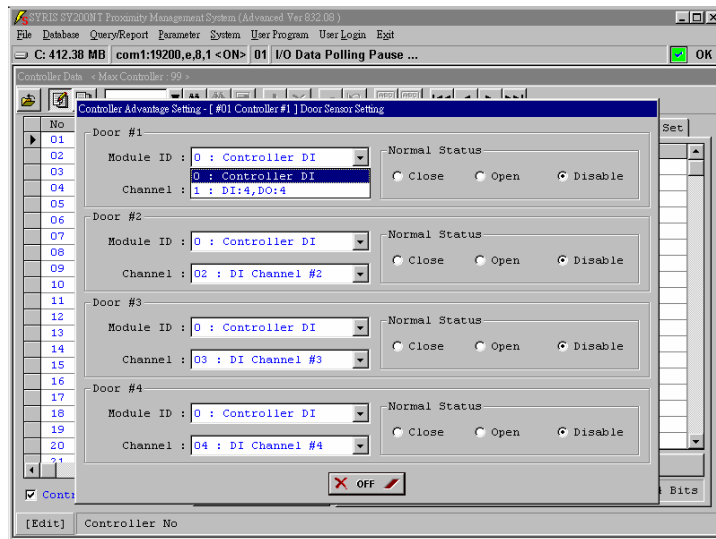 SYRIS SY200NT Proximity Management System (Advanced Ver 832.08 )
File Database Query/Report Parameter System User Program User Login Exit
C: 412.38 MB com1:19200,e,8,1 <ON> 01 I/O Data Polling Pause ... OK
Controller Data < Max Controller : 99 >
Controller Advantage Setting - [ #01 Controller #1 ] Door Sensor Setting
No
Set
01
02
03
04
05
06
07
08
09
10
11
12
13
14
15
16
17
18
19
20
21
Door #1
Module ID : 0 : Controller DI
0 : Controller DI
Channel : 1 : DI:4,DO:4
Normal Status
Close Open Disable
Door #2
Module ID : 0 : Controller DI
Channel : 02 : DI Channel #2
Normal Status
Close Open Disable
Door #3
Module ID : 0 : Controller DI
Channel : 03 : DI Channel #3
Normal Status
Close Open Disable
Door #4
Module ID : 0 : Controller DI
Channel : 04 : DI Channel #4
Normal Status
Close Open Disable
OFF
Bits
[Edit] Controller No